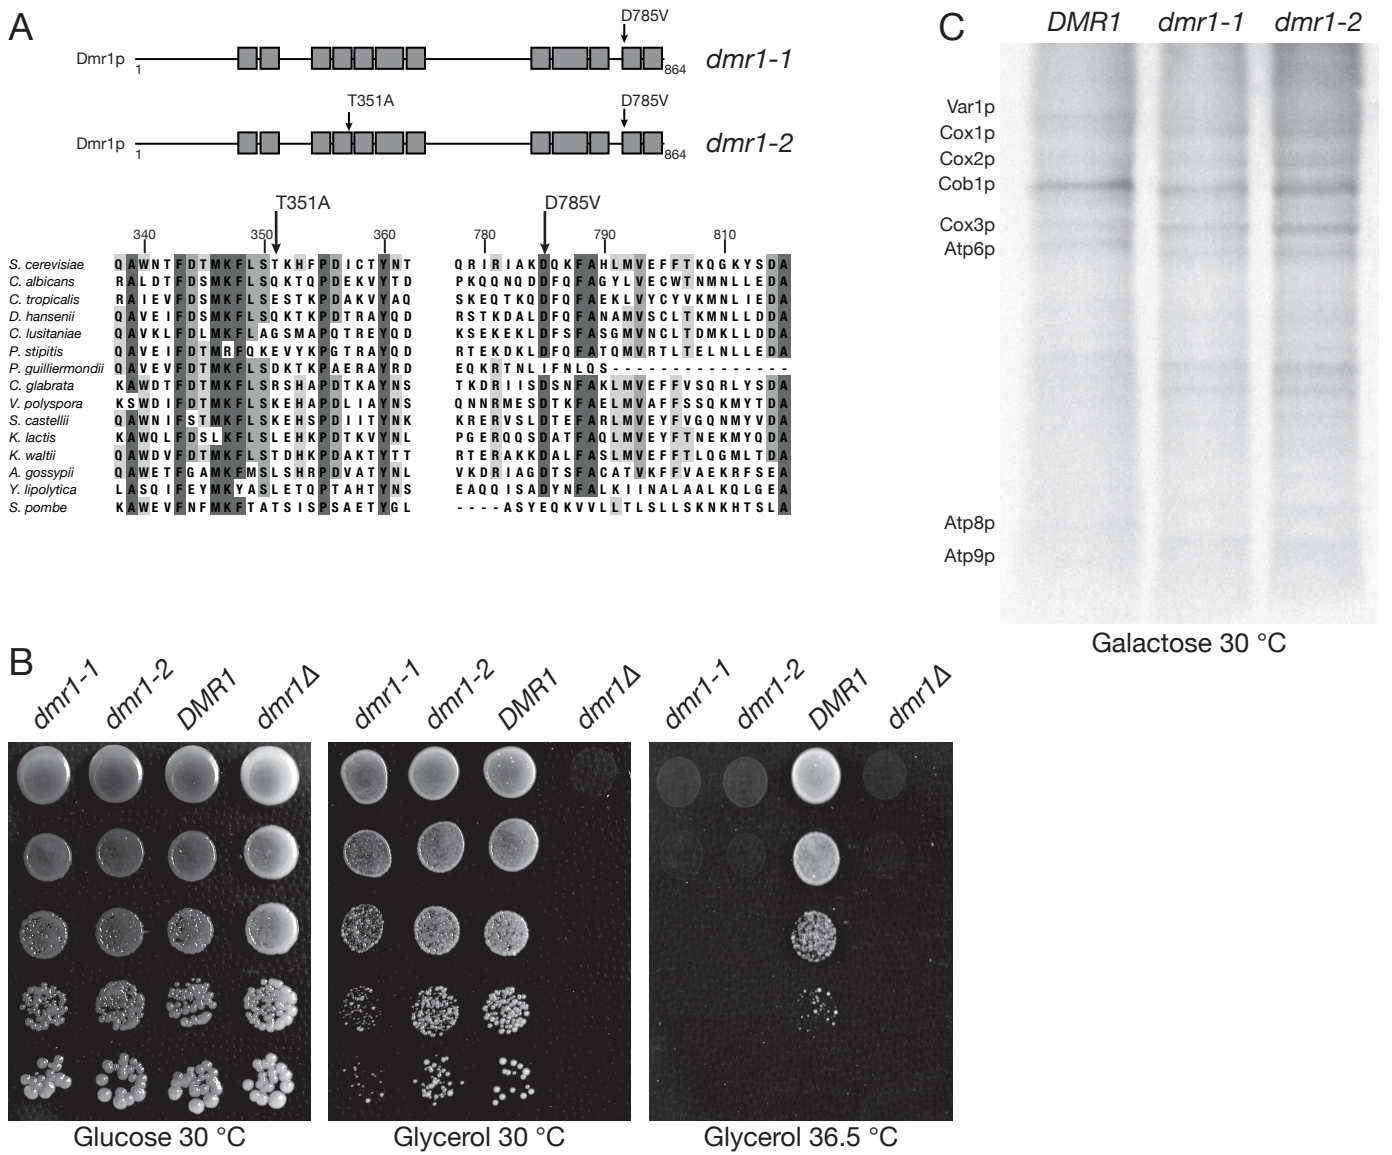 A
D785V
Dmr1p
1
864
dmr1-1
T351A
D785V
Dmr1p
1
864
dmr1-2
T351A
D785V
340 350 360 780 790 810
S. cerevisiae QAWNTFDTMKFLSTKHFPDICTYNT QRIRIAKDQKFAHLMVEFFTKQGKYSDA
C. albicans RALDTFDSMKFLSQKTQPDEKVYTD PKQQNQDDFQFAGYLVECWTNMNLLEDA
C. tropicalis RAIEVFDSMKFLSESTKPDAKVYAQ SKEQTKQDFQFAEKLVYCYVKMNLIEDA
D. hansenii QAVEIFDSMKFLSQKTKPDTRAYQD RSTKDALDFQFANAMVSCLTKMNLLDDA
C. lusitaniae QAVKLFDLMKFLAGSMAPQTREYQD KSEKEKLDFSFASGMVNCLTDMKLLDDA
P. stipitis QAVEIFDTMRFQKEVYKPGTRAYQD RTEKDKLDFQFATQMVRTLTELNLLEDA
P. guilliermondii QAVEVFDTMKFLSDKTKPAERAYRD EQKRTNLIFNLQS---------------
C. glabrata KAWDTFDTMKFLSRSHAPDTKAYNS TKDRIISDSNFAKLMVEFFVSQRLYSDA
V. polyspora KSWDIFDTMKFLSKEHAPDLIAYNS QNNRMESDTKFAELMVAFFSSQKMYTDA
S. castellii QAWNIFSTMKFLSKEHSPDIITYNK KRERVSLDTEFARLMVEYFVGQNMYVDA
K. lactis KAWQLFDSLKFLSLEHKPDTKVYNL PGERQQSDATFAQLMVEYFTNEKMYQDA
K. waltii QAWDVFDTMKFLSTDHKPDAKTYTT RTERAKKDALFASLMVEFFTLQGMLTDA
A. gossypii QAWETFGAMKFMSLSHRPDVATYNL VKDRIAGDTSFACATVKFFVAEKRFSEA
Y. lipolytica LASQIFEYMKYASLETQPTAHTYNS EAQQISADYNFALKIINALAALKQLGEA
S. pombe KAWEVFNFMKFTATSISPSAETYGL ----ASYEQKVVLLTLSLLSKNKHTSLA
B
dmr1-1 dmr1-2 DMR1 dmr1Δ
dmr1-1 dmr1-2 DMR1 dmr1Δ
dmr1-1 dmr1-2 DMR1 dmr1Δ
Glucose 30 °C
Glycerol 30 °C
Glycerol 36.5 °C
C
DMR1 dmr1-1 dmr1-2
Var1p
Cox1p
Cox2p
Cob1p
Cox3p
Atp6p
Atp8p
Atp9p
Galactose 30 °C